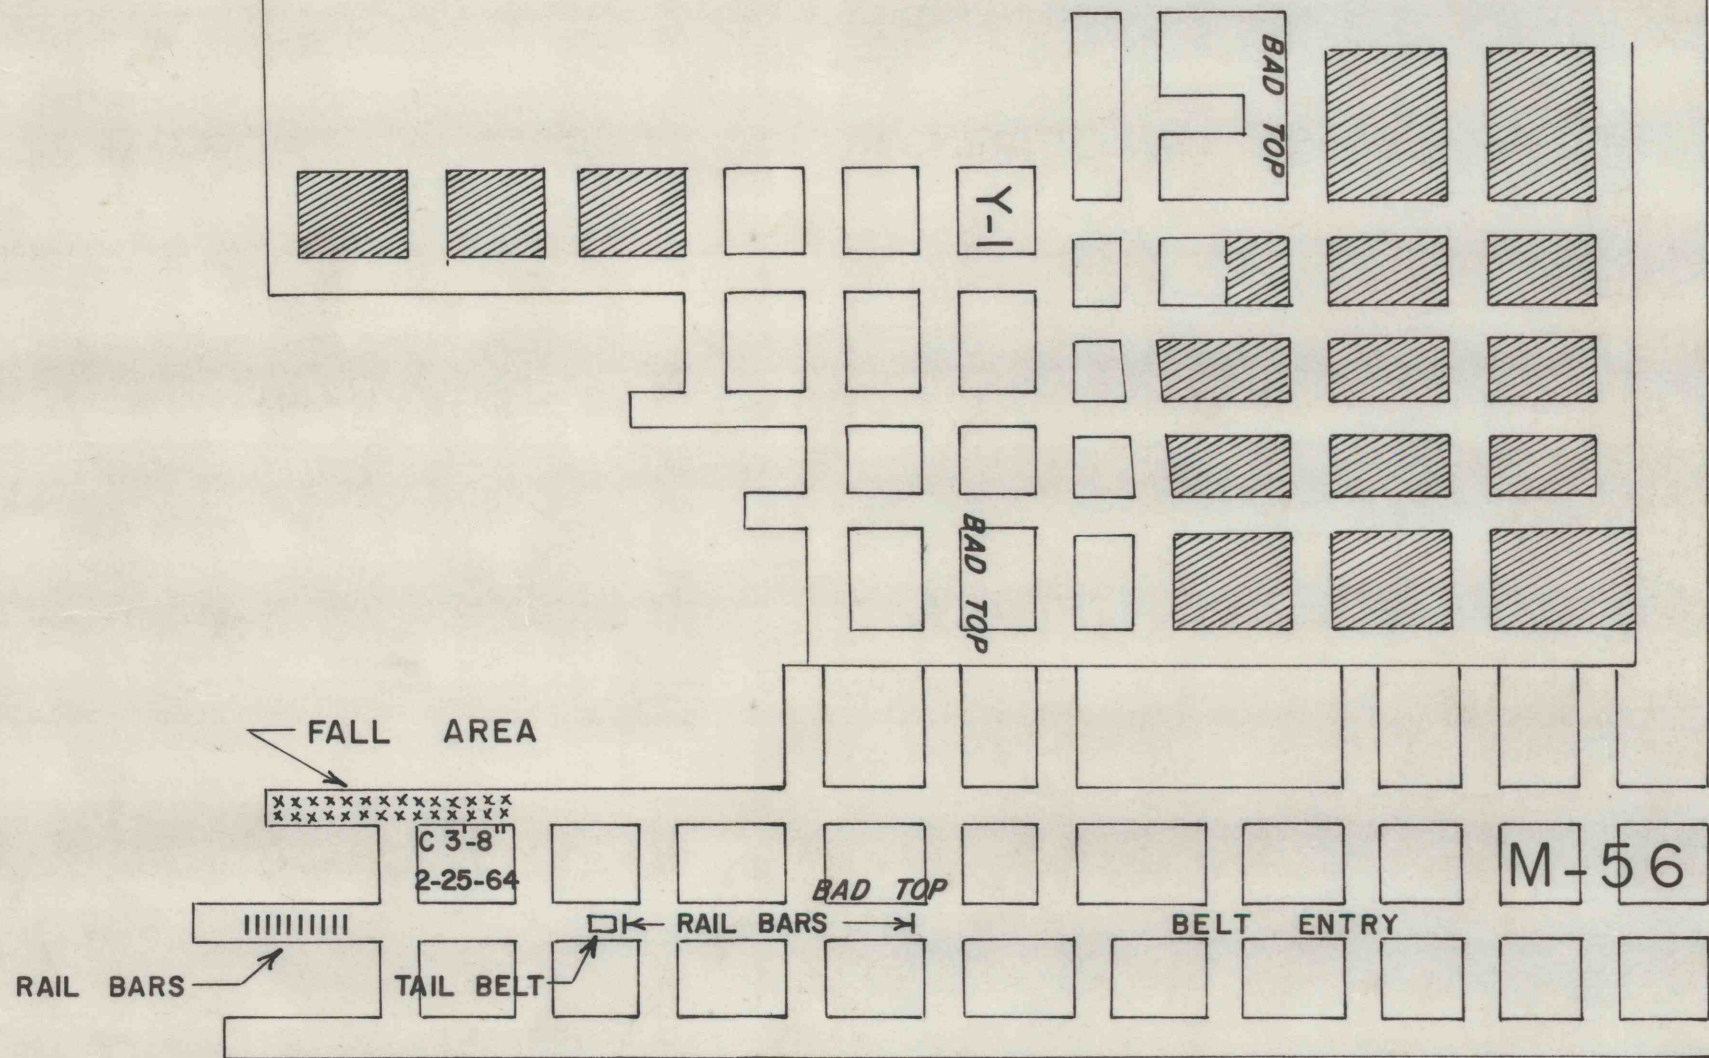 BAD TOP
Y-1
BAD TOP
FALL AREA
C 3'-8"
2-25-64
M-56
BAD TOP
RAIL BARS
BELT ENTRY
RAIL BARS
TAIL BELT